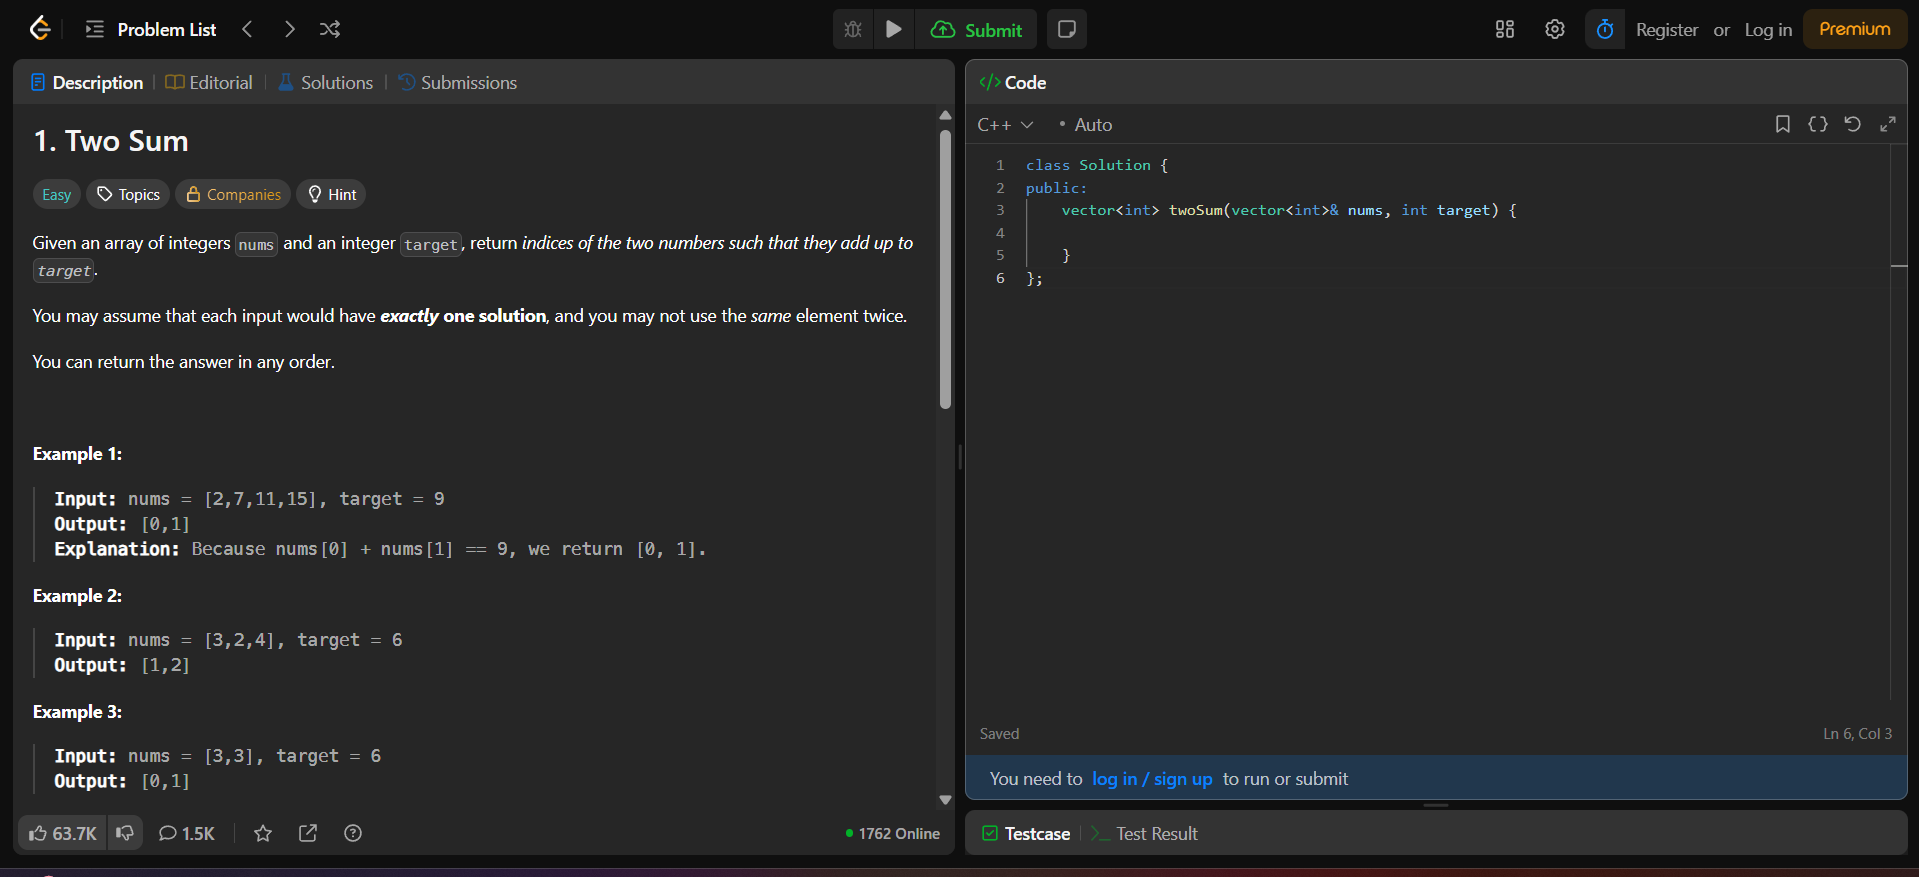 Problem List
Submit
Register or Log in
Premium
Description
Editorial
Solutions
Submissions
1. Two Sum
Easy
Topics
Companies
Hint
Given an array of integers nums and an integer target, return indices of the two numbers such that they add up to
target.
You may assume that each input would have exactly one solution, and you may not use the same element twice.
You can return the answer in any order.
Example 1:
Input: nums = [2,7,11,15], target = 9
Output: [0,1]
Explanation: Because nums[0] + nums[1] == 9, we return [0, 1].
Example 2:
Input: nums = [3,2,4], target = 6
Output: [1,2]
Example 3:
Input: nums = [3,3], target = 6
Output: [0,1]
63.7K
1.5K
1762 Online
</> Code
C++
• Auto
1 class Solution {
2 public:
3     vector<int> twoSum(vector<int>& nums, int target) {
4
5     }
6 };
Saved
Ln 6, Col 3
You need to log in / sign up to run or submit
Testcase
>_ Test Result